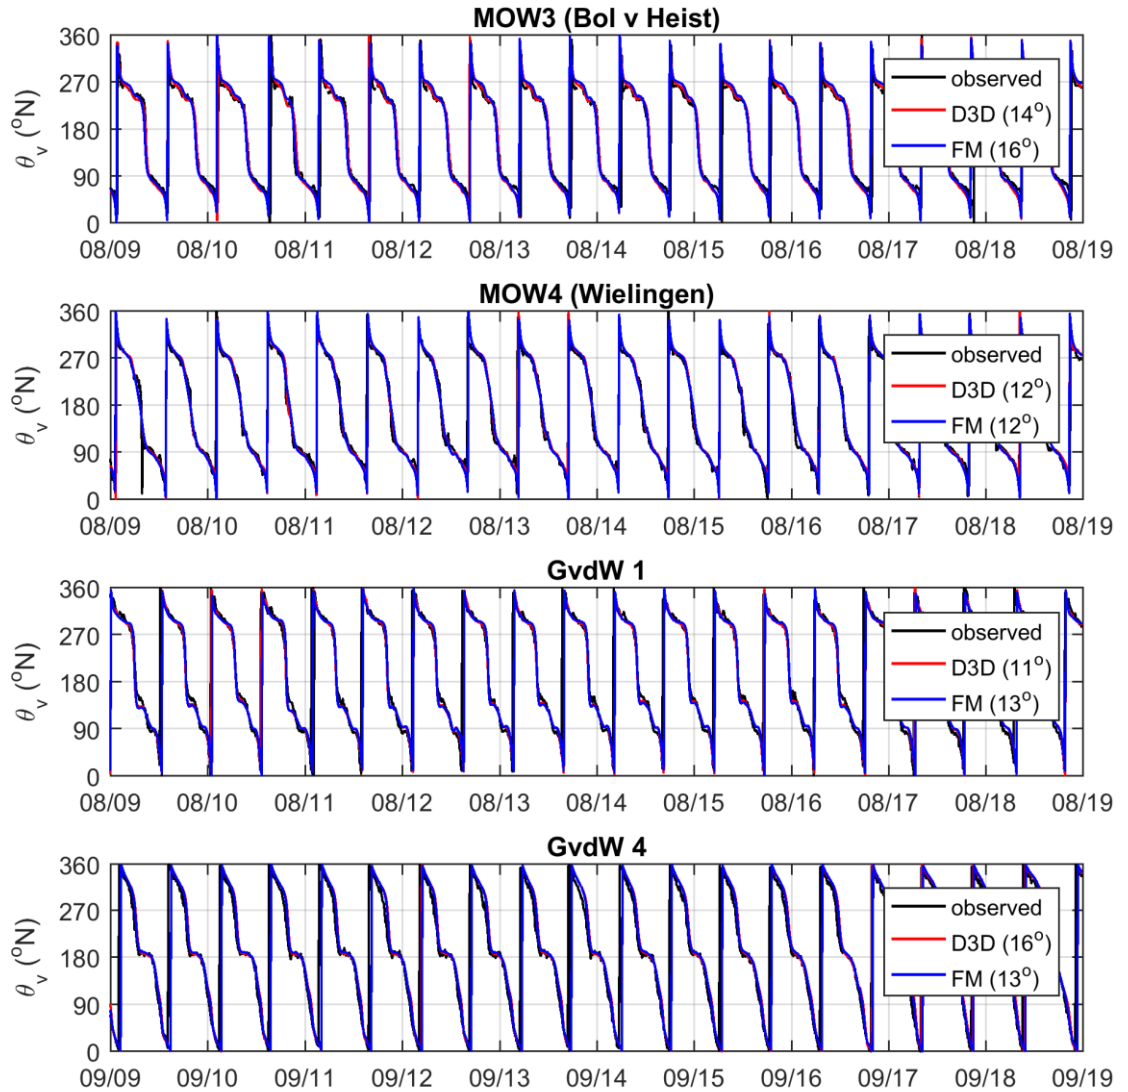 MOW3 (Bol v Heist)
360
270
180
90
0
θv (°N)
observed
D3D (14°)
FM (16°)
08/09 08/10 08/11 08/12 08/13 08/14 08/15 08/16 08/17 08/18 08/19
MOW4 (Wielingen)
360
270
180
90
0
θv (°N)
observed
D3D (12°)
FM (12°)
08/09 08/10 08/11 08/12 08/13 08/14 08/15 08/16 08/17 08/18 08/19
GvdW 1
360
270
180
90
0
θv (°N)
observed
D3D (11°)
FM (13°)
08/09 08/10 08/11 08/12 08/13 08/14 08/15 08/16 08/17 08/18 08/19
GvdW 4
360
270
180
90
0
θv (°N)
observed
D3D (16°)
FM (13°)
09/09 09/10 09/11 09/12 09/13 09/14 09/15 09/16 09/17 09/18 09/19